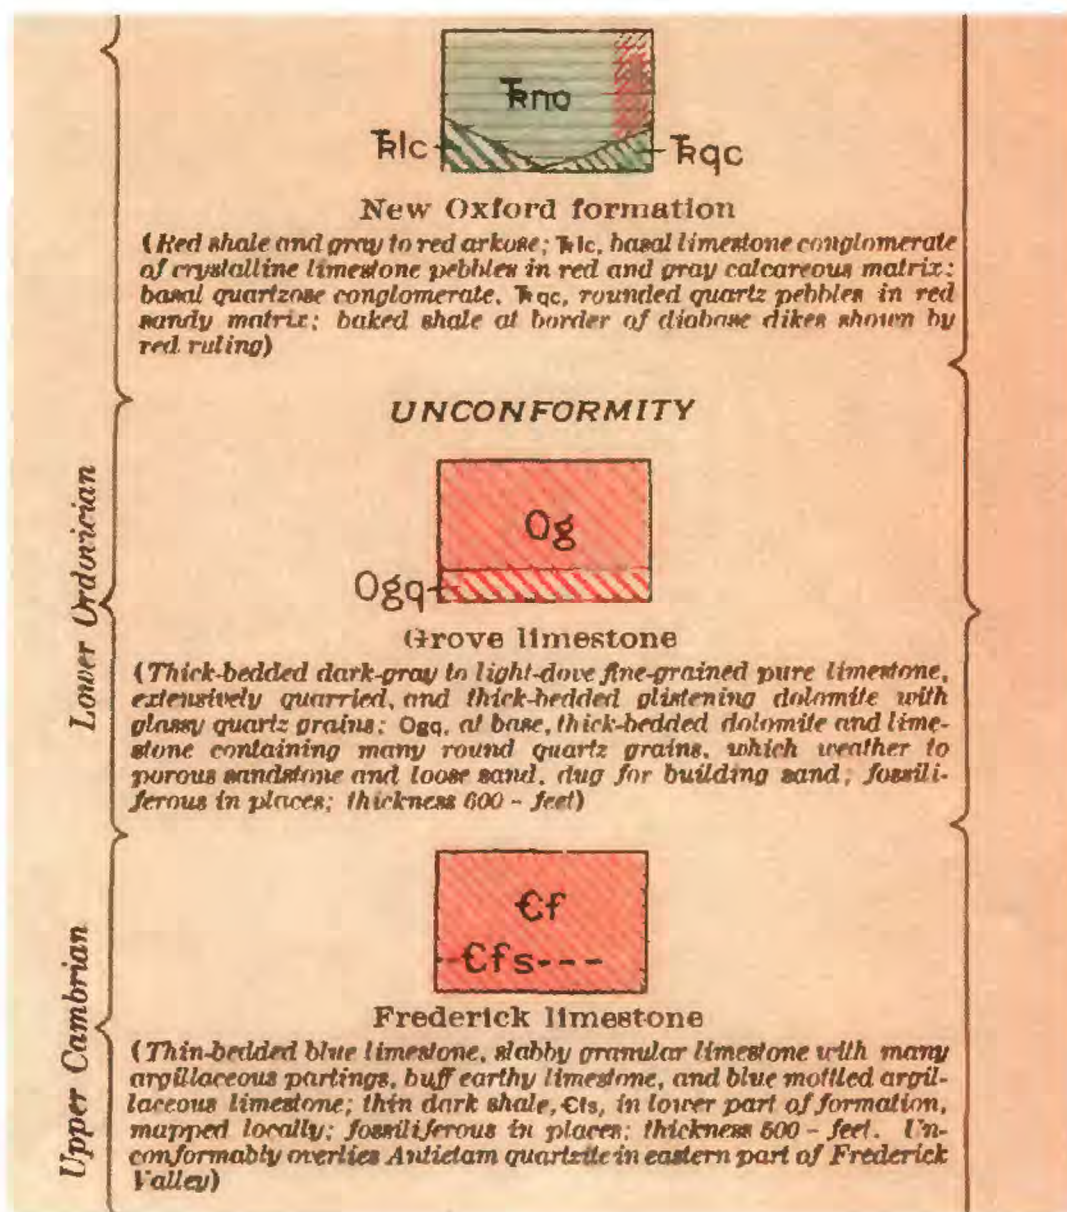 Ꞧno
Ꞧlc
Ꞧqc
New Oxford formation
(Red shale and gray to red arkose; Ꞧlc, basal limestone conglomerate
of crystalline limestone pebbles in red and gray calcareous matrix;
basal quartzose conglomerate, Ꞧqc, rounded quartz pebbles in red
sandy matrix; baked shale at border of diabase dikes shown by
red ruling)
UNCONFORMITY
Lower Ordovician
Og
Ogq
Grove limestone
(Thick-bedded dark-gray to light-dove fine-grained pure limestone,
extensively quarried, and thick-bedded glistening dolomite with
glassy quartz grains; Ogq, at base, thick-bedded dolomite and lime-
stone containing many round quartz grains, which weather to
porous sandstone and loose sand, dug for building sand; fossili-
ferous in places; thickness 600 - feet)
Upper Cambrian
Єf
Єfs
Frederick limestone
(Thin-bedded blue limestone, slabby granular limestone with many
argillaceous partings, buff earthy limestone, and blue mottled argil-
laceous limestone; thin dark shale, Єfs, in lower part of formation,
mapped locally; fossiliferous in places; thickness 500 - feet. Un-
conformably overlies Antietam quartzite in eastern part of Frederick
Valley)